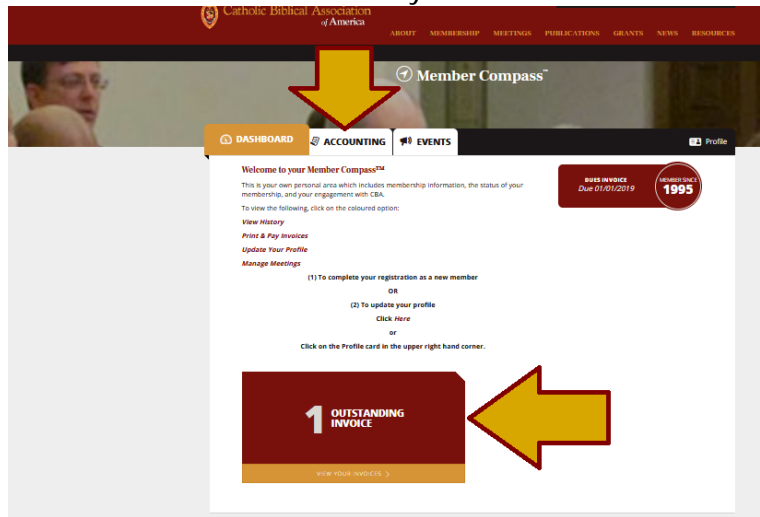 Catholic Biblical Association
of America
ABOUT MEMBERSHIP MEETINGS PUBLICATIONS GRANTS NEWS RESOURCES
Member Compass™
DASHBOARD ACCOUNTING EVENTS Profile
Welcome to your Member Compass℠
This is your own personal area which includes membership information, the status of your
membership, and your engagement with CBA.
To view the following, click on the coloured option:
View History
Print & Pay Invoices
Update Your Profile
Manage Meetings
(1) To complete your registration as a new member
OR
(2) To update your profile
Click Here
or
Click on the Profile card in the upper right hand corner.
DUES INVOICE
Due 01/01/2019
MEMBER SINCE
1995
1 OUTSTANDING
INVOICE
VIEW YOUR INVOICES >